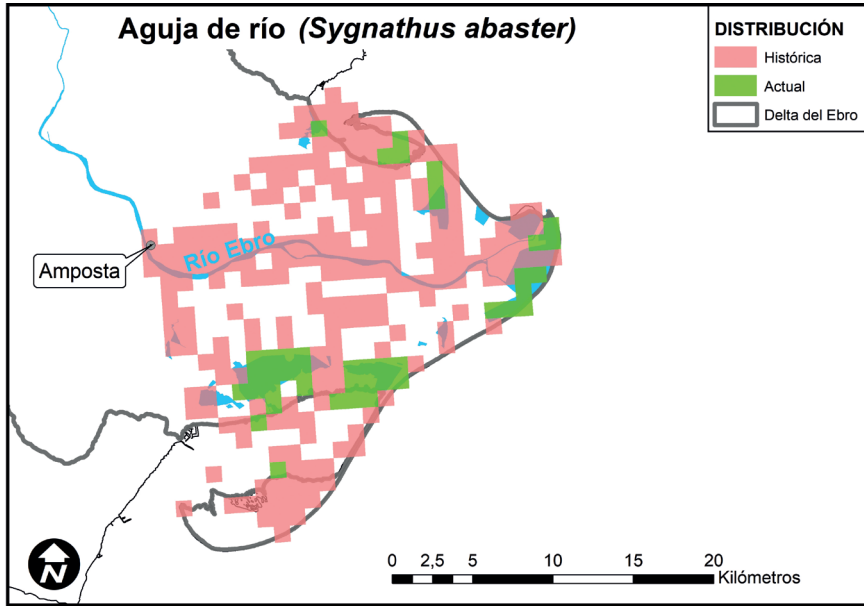 Aguja de río (Sygnathus abaster)
DISTRIBUCIÓN
Histórica
Actual
Delta del Ebro
Río Ebro
Amposta
N
0 2,5 5 10 15 20
Kilómetros